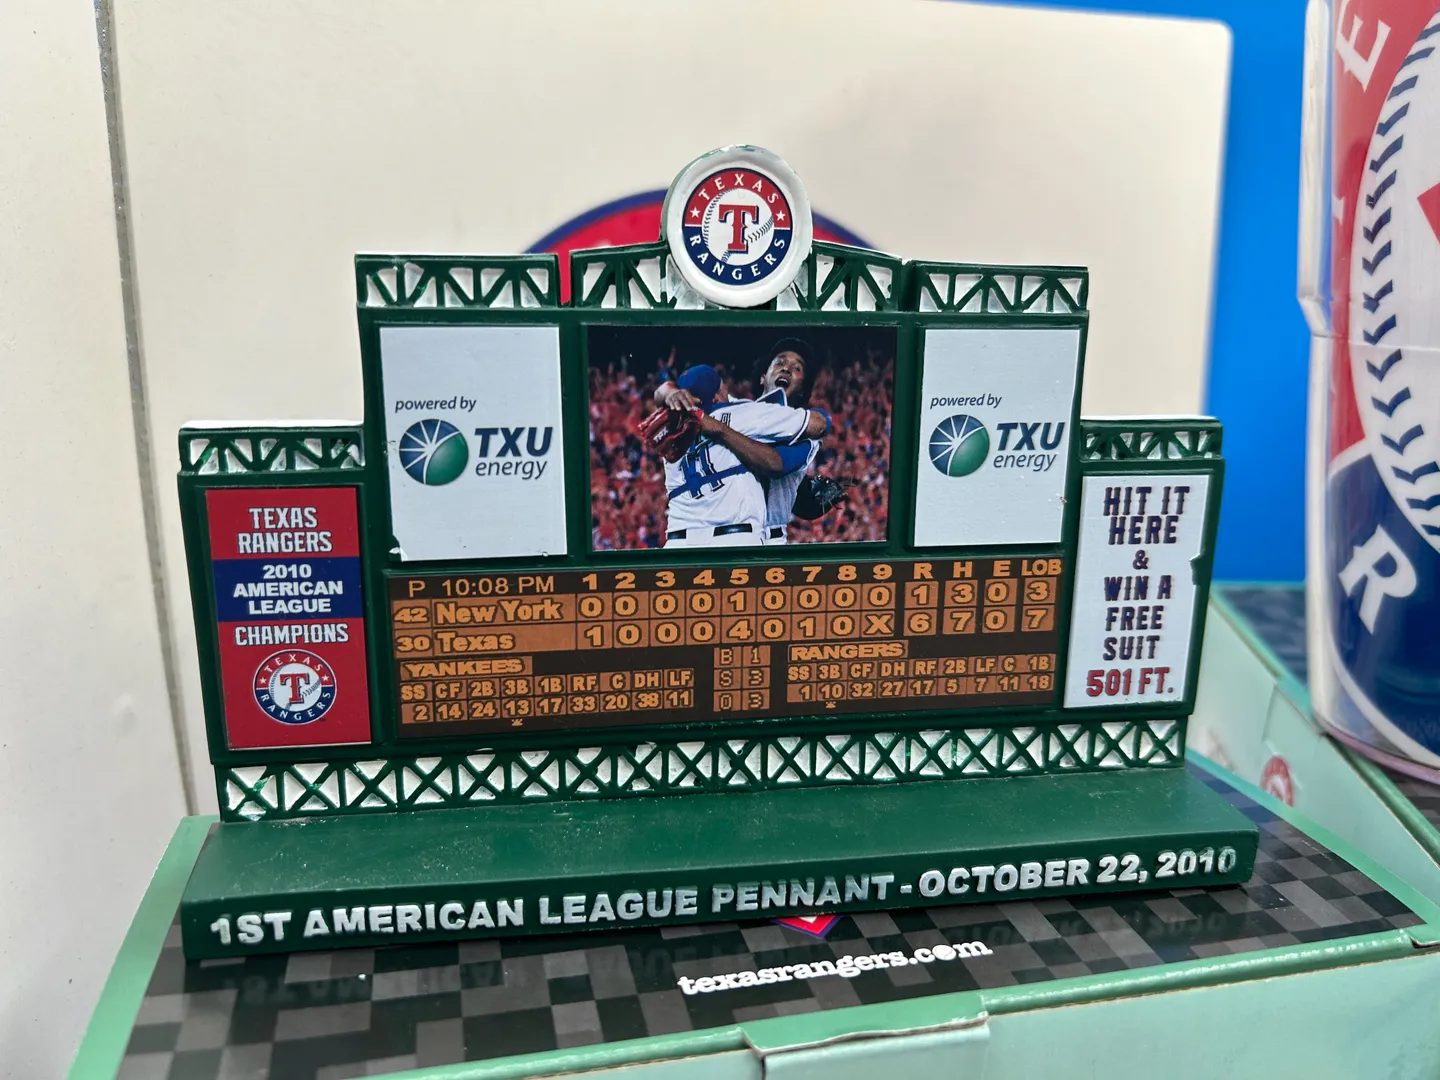 TEXAS
RANGERS
T
powered by
TXU
energy
powered by
TXU
energy
TEXAS
RANGERS
2010
AMERICAN
LEAGUE
CHAMPIONS
TEXAS
T
RANGERS
HIT IT
HERE
&
WIN A
FREE
SUIT
501 FT.
P 10:08 PM 1 2 3 4 5 6 7 8 9 R H E LOB
42 New York 0 0 0 0 1 0 0 0 0 1 3 0 3
30 Texas 1 0 0 0 4 0 1 0 X 6 7 0 7
YANKEES
SS CF 2B 3B 1B RF C DH LF
2 14 24 13 17 33 20 38 11
*
B 1
S 3
O 3
RANGERS
SS 3B CF DH RF 2B LF C 1B
1 10 32 27 17 5 7 11 18
*
1ST AMERICAN LEAGUE PENNANT - OCTOBER 22, 2010
texasrangers.com
E
R